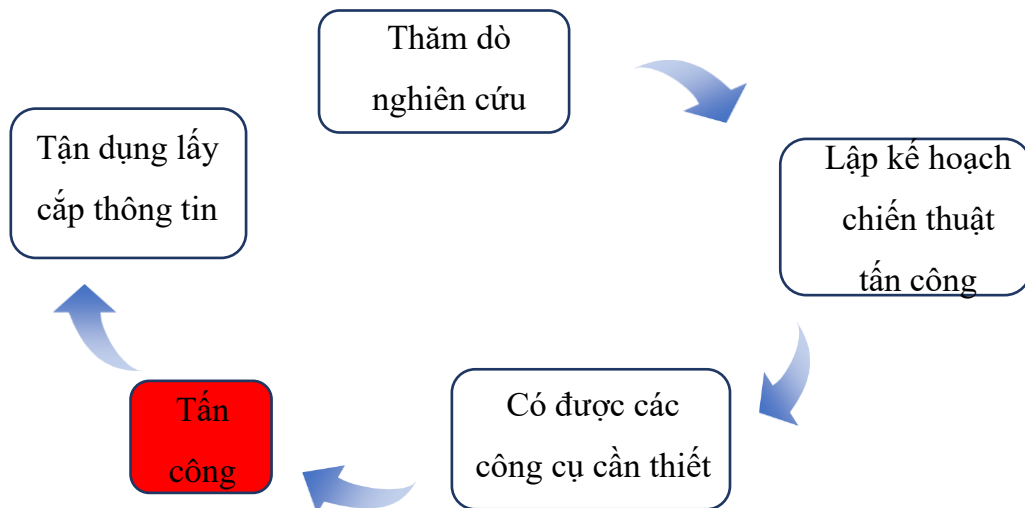 Thăm dò
nghiên cứu
Lập kế hoạch
chiến thuật
tấn công
Có được các
công cụ cần thiết
Tấn
công
Tận dụng lấy
cắp thông tin